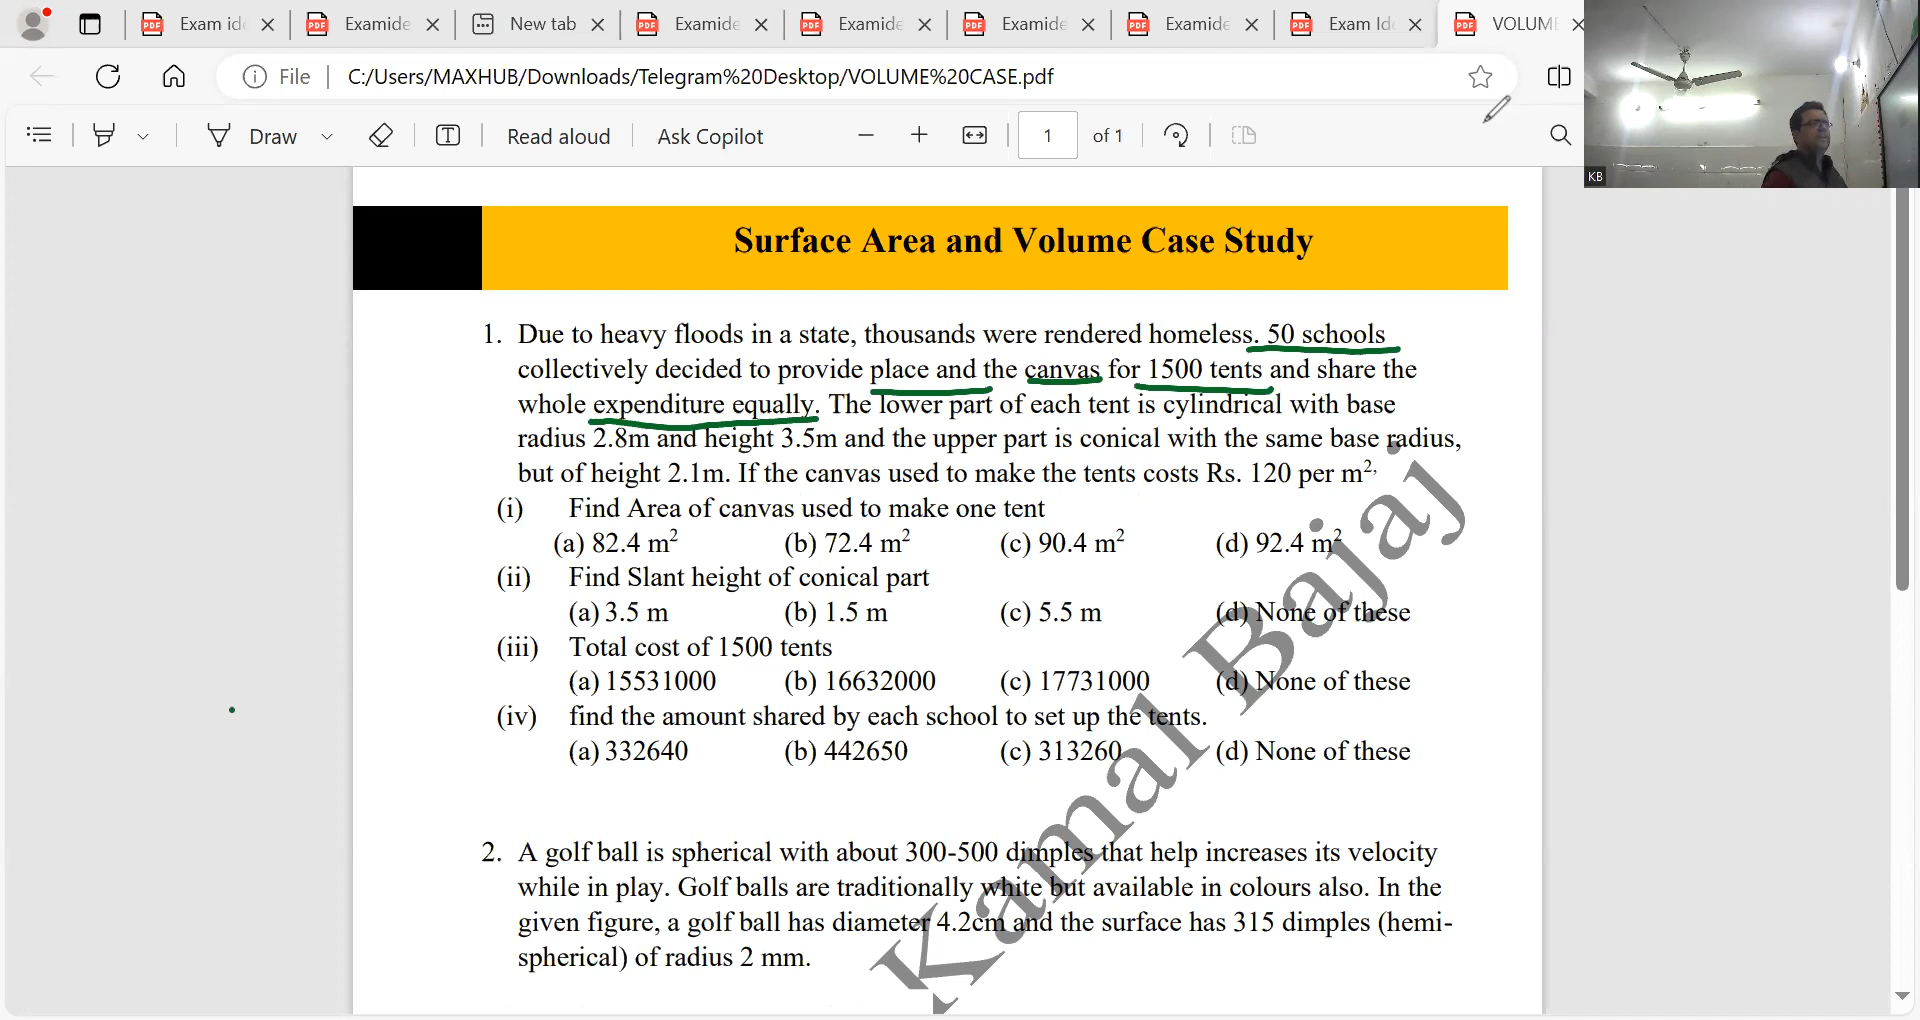 Exam ide
Examide
New tab
Examide
Examide
Examide
Examide
Exam Ide
VOLUME
File
C:/Users/MAXHUB/Downloads/Telegram%20Desktop/VOLUME%20CASE.pdf
Draw
Read aloud
Ask Copilot
1
of 1
KB
Surface Area and Volume Case Study
1. Due to heavy floods in a state, thousands were rendered homeless. 50 schools
collectively decided to provide place and the canvas for 1500 tents and share the
whole expenditure equally. The lower part of each tent is cylindrical with base
radius 2.8m and height 3.5m and the upper part is conical with the same base radius,
but of height 2.1m. If the canvas used to make the tents costs Rs. 120 per m²,
(i) Find Area of canvas used to make one tent
(a) 82.4 m² (b) 72.4 m² (c) 90.4 m² (d) 92.4 m²
(ii) Find Slant height of conical part
(a) 3.5 m (b) 1.5 m (c) 5.5 m (d) None of these
(iii) Total cost of 1500 tents
(a) 15531000 (b) 16632000 (c) 17731000 (d) None of these
(iv) find the amount shared by each school to set up the tents.
(a) 332640 (b) 442650 (c) 313260 (d) None of these
2. A golf ball is spherical with about 300-500 dimples that help increases its velocity
while in play. Golf balls are traditionally white but available in colours also. In the
given figure, a golf ball has diameter 4.2cm and the surface has 315 dimples (hemi-
spherical) of radius 2 mm.
Kamal Bajaj